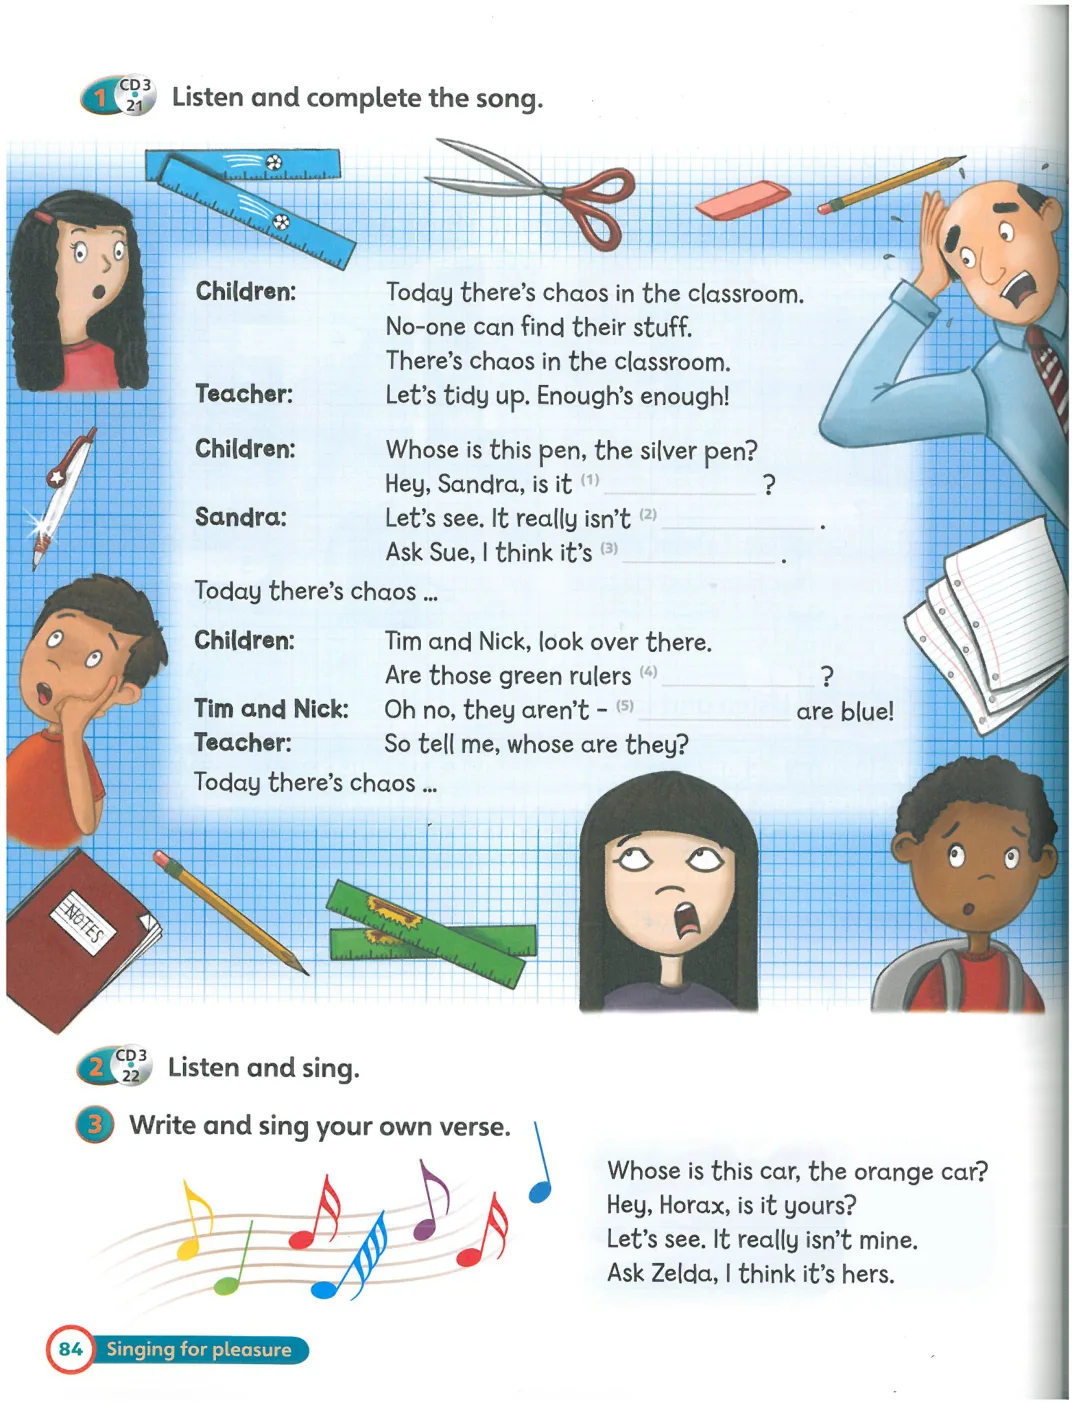 1 CD3 21 Listen and complete the song.
Children: Today there's chaos in the classroom.
No-one can find their stuff.
There's chaos in the classroom.
Teacher: Let's tidy up. Enough's enough!
Children: Whose is this pen, the silver pen?
Hey, Sandra, is it (1) ____________ ?
Sandra: Let's see. It really isn't (2) ____________ .
Ask Sue, I think it's (3) ____________ .
Today there's chaos ...
Children: Tim and Nick, look over there.
Are those green rulers (4) ____________ ?
Tim and Nick: Oh no, they aren't – (5) ____________ are blue!
Teacher: So tell me, whose are they?
Today there's chaos ...
NOTES
2 CD3 22 Listen and sing.
3 Write and sing your own verse.
Whose is this car, the orange car?
Hey, Horax, is it yours?
Let's see. It really isn't mine.
Ask Zelda, I think it's hers.
84 Singing for pleasure